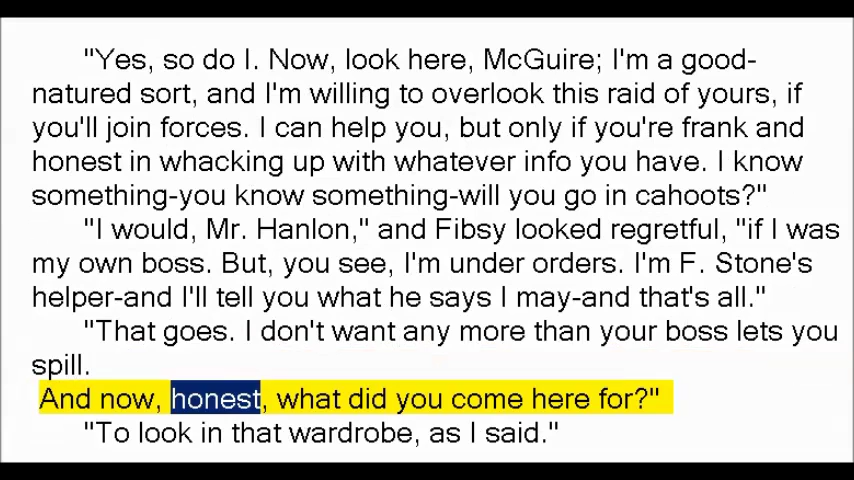 "Yes, so do I. Now, look here, McGuire; I'm a good-
natured sort, and I'm willing to overlook this raid of yours, if
you'll join forces. I can help you, but only if you're frank and
honest in whacking up with whatever info you have. I know
something-you know something-will you go in cahoots?"
"I would, Mr. Hanlon," and Fibsy looked regretful, "if I was
my own boss. But, you see, I'm under orders. I'm F. Stone's
helper-and I'll tell you what he says I may-and that's all."
"That goes. I don't want any more than your boss lets you
spill.
And now, honest, what did you come here for?"
"To look in that wardrobe, as I said."